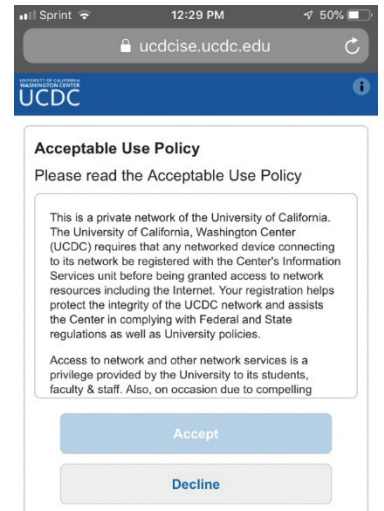 Sprint 12:29 PM 50%
ucdcise.ucdc.edu
UNIVERSITY OF CALIFORNIA
WASHINGTON CENTER
UCDC
Acceptable Use Policy
Please read the Acceptable Use Policy
This is a private network of the University of California.
The University of California, Washington Center
(UCDC) requires that any networked device connecting
to its network be registered with the Center's Information
Services unit before being granted access to network
resources including the Internet. Your registration helps
protect the integrity of the UCDC network and assists
the Center in complying with Federal and State
regulations as well as University policies.
Access to network and other network services is a
privilege provided by the University to its students,
faculty & staff. Also, on occasion due to compelling
Accept
Decline